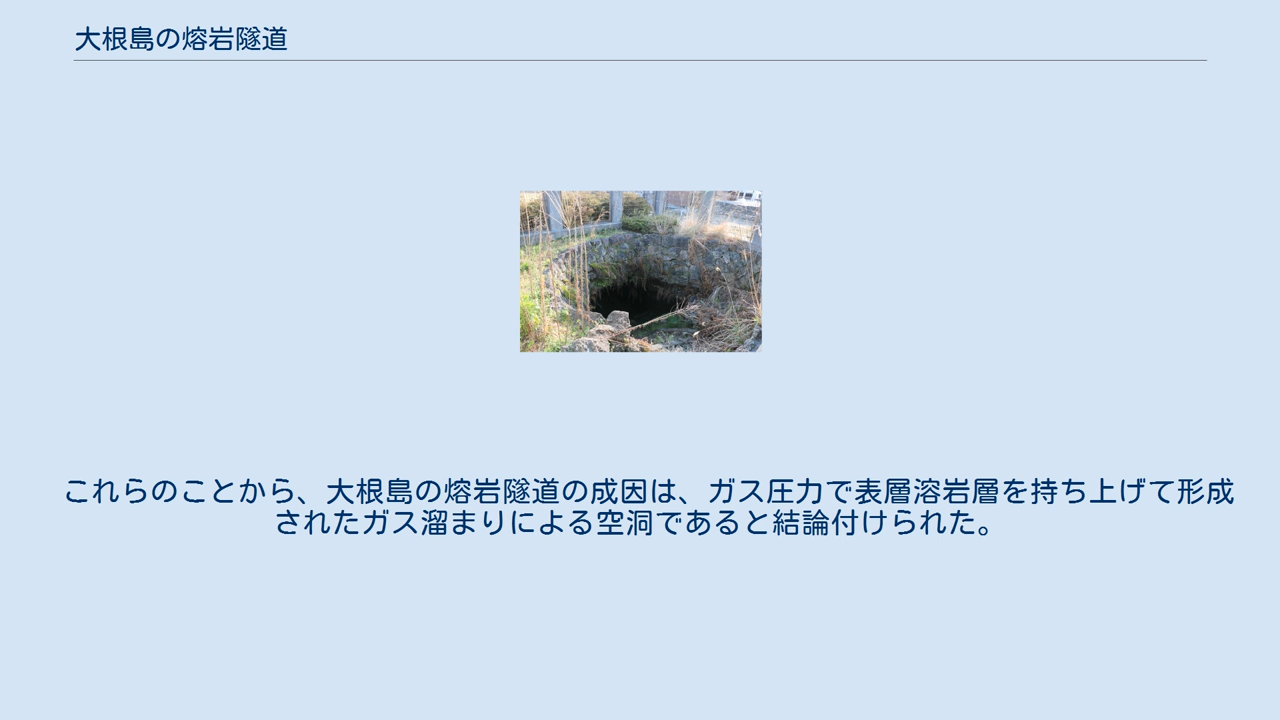 大根島の熔岩隧道
これらのことから、大根島の熔岩隧道の成因は、ガス圧力で表層溶岩層を持ち上げて形成
されたガス溜まりによる空洞であると結論付けられた。